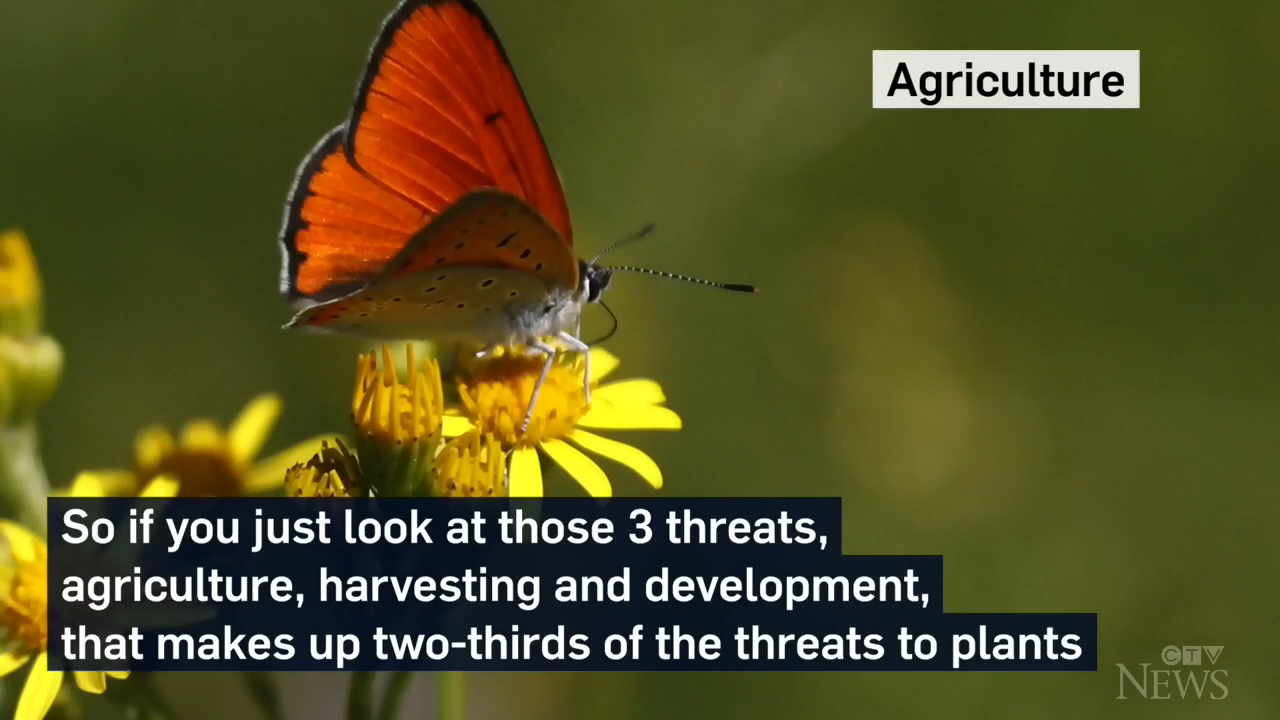 Agriculture
So if you just look at those 3 threats,
agriculture, harvesting and development,
that makes up two-thirds of the threats to plants
CTV
NEWS